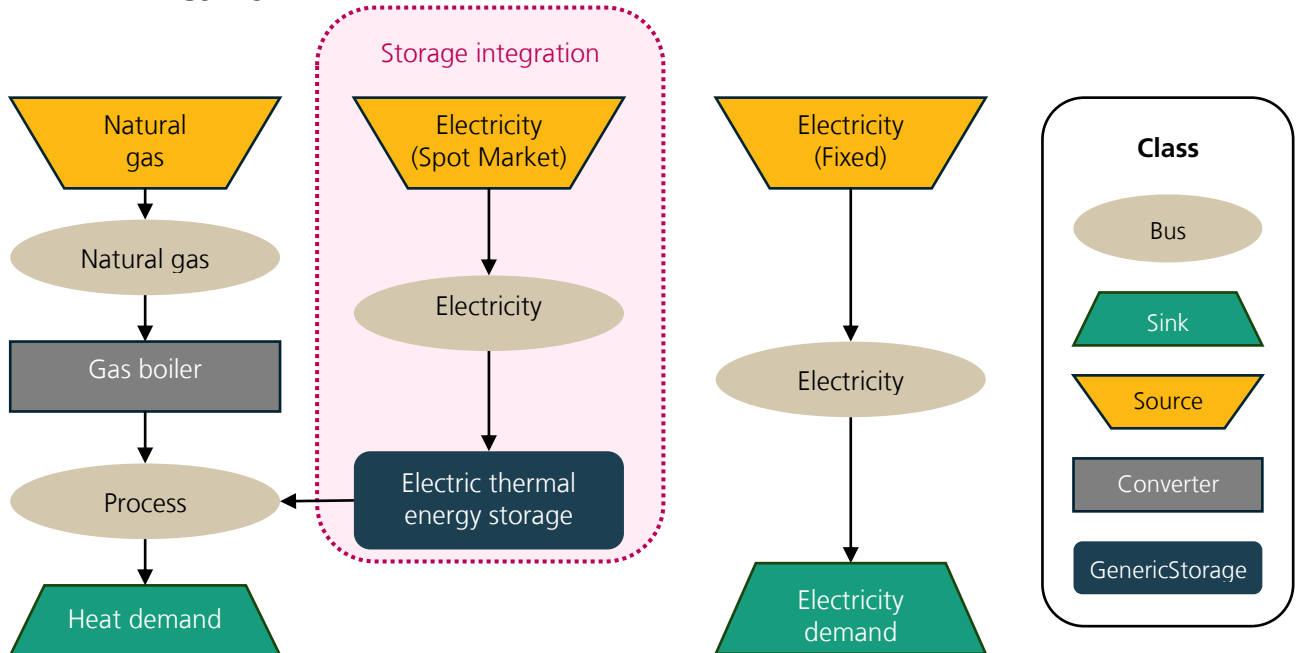 Storage integration
Natural
gas
Electricity
(Spot Market)
Electricity
(Fixed)
Class
Natural gas
Electricity
Bus
Gas boiler
Electricity
Sink
Source
Process
Electric thermal
energy storage
Converter
GenericStorage
Heat demand
Electricity
demand